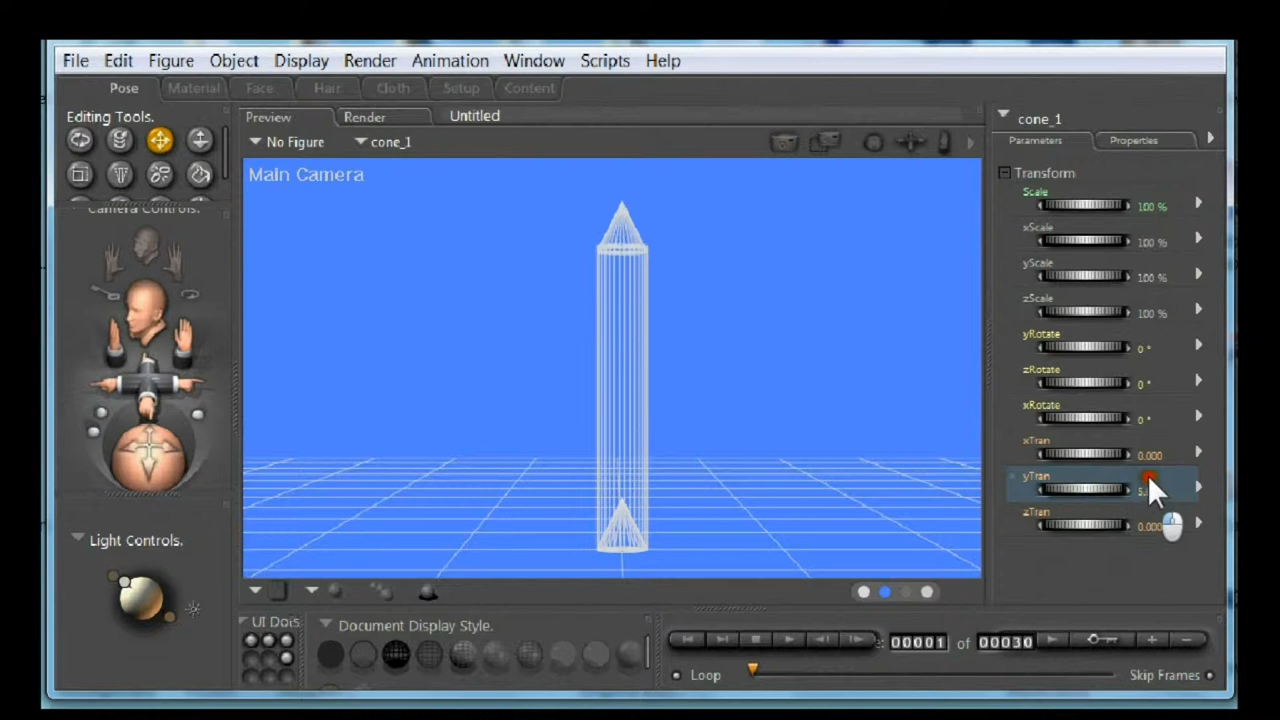 File Edit Figure Object Display Render Animation Window Scripts Help
Pose Material Face Hair Cloth Setup Content
Editing Tools.
Preview Render Untitled
No Figure cone_1
Main Camera
Camera Controls.
Light Controls.
UI Dots
Document Display Style.
00001 of 00030
Loop
Skip Frames
cone_1
Parameters Properties
Transform
Scale
100 %
xScale
100 %
yScale
100 %
zScale
100 %
yRotate
0 °
zRotate
0 °
xRotate
0 °
xTran
0.000
yTran
zTran
0.000